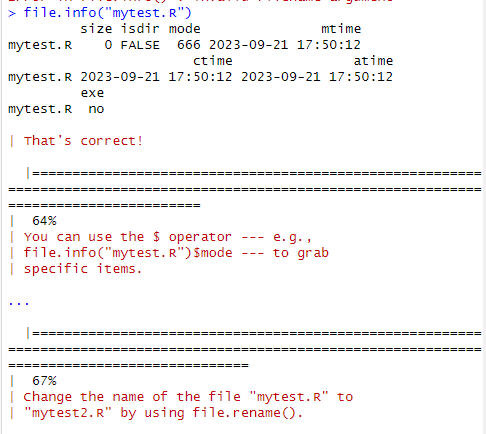 > file.info("mytest.R")
size isdir mode mtime
mytest.R 0 FALSE 666 2023-09-21 17:50:12
ctime atime
mytest.R 2023-09-21 17:50:12 2023-09-21 17:50:12
exe
mytest.R no
| That's correct!
|========================================================
===========================================================
========================
| 64%
| You can use the $ operator --- e.g.,
| file.info("mytest.R")$mode --- to grab
| specific items.
...
|========================================================
===========================================================
==============================
| 67%
| Change the name of the file "mytest.R" to
| "mytest2.R" by using file.rename().